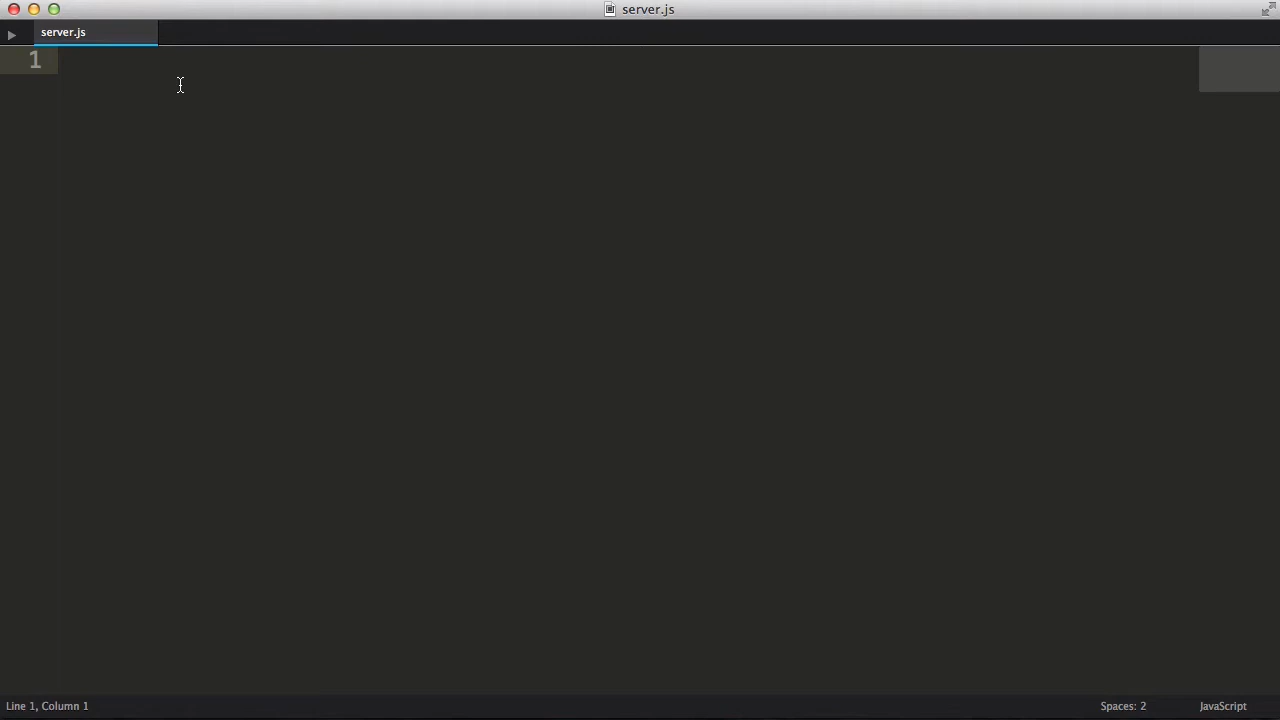 server.js
server.js
1
Line 1, Column 1
Spaces: 2
JavaScript